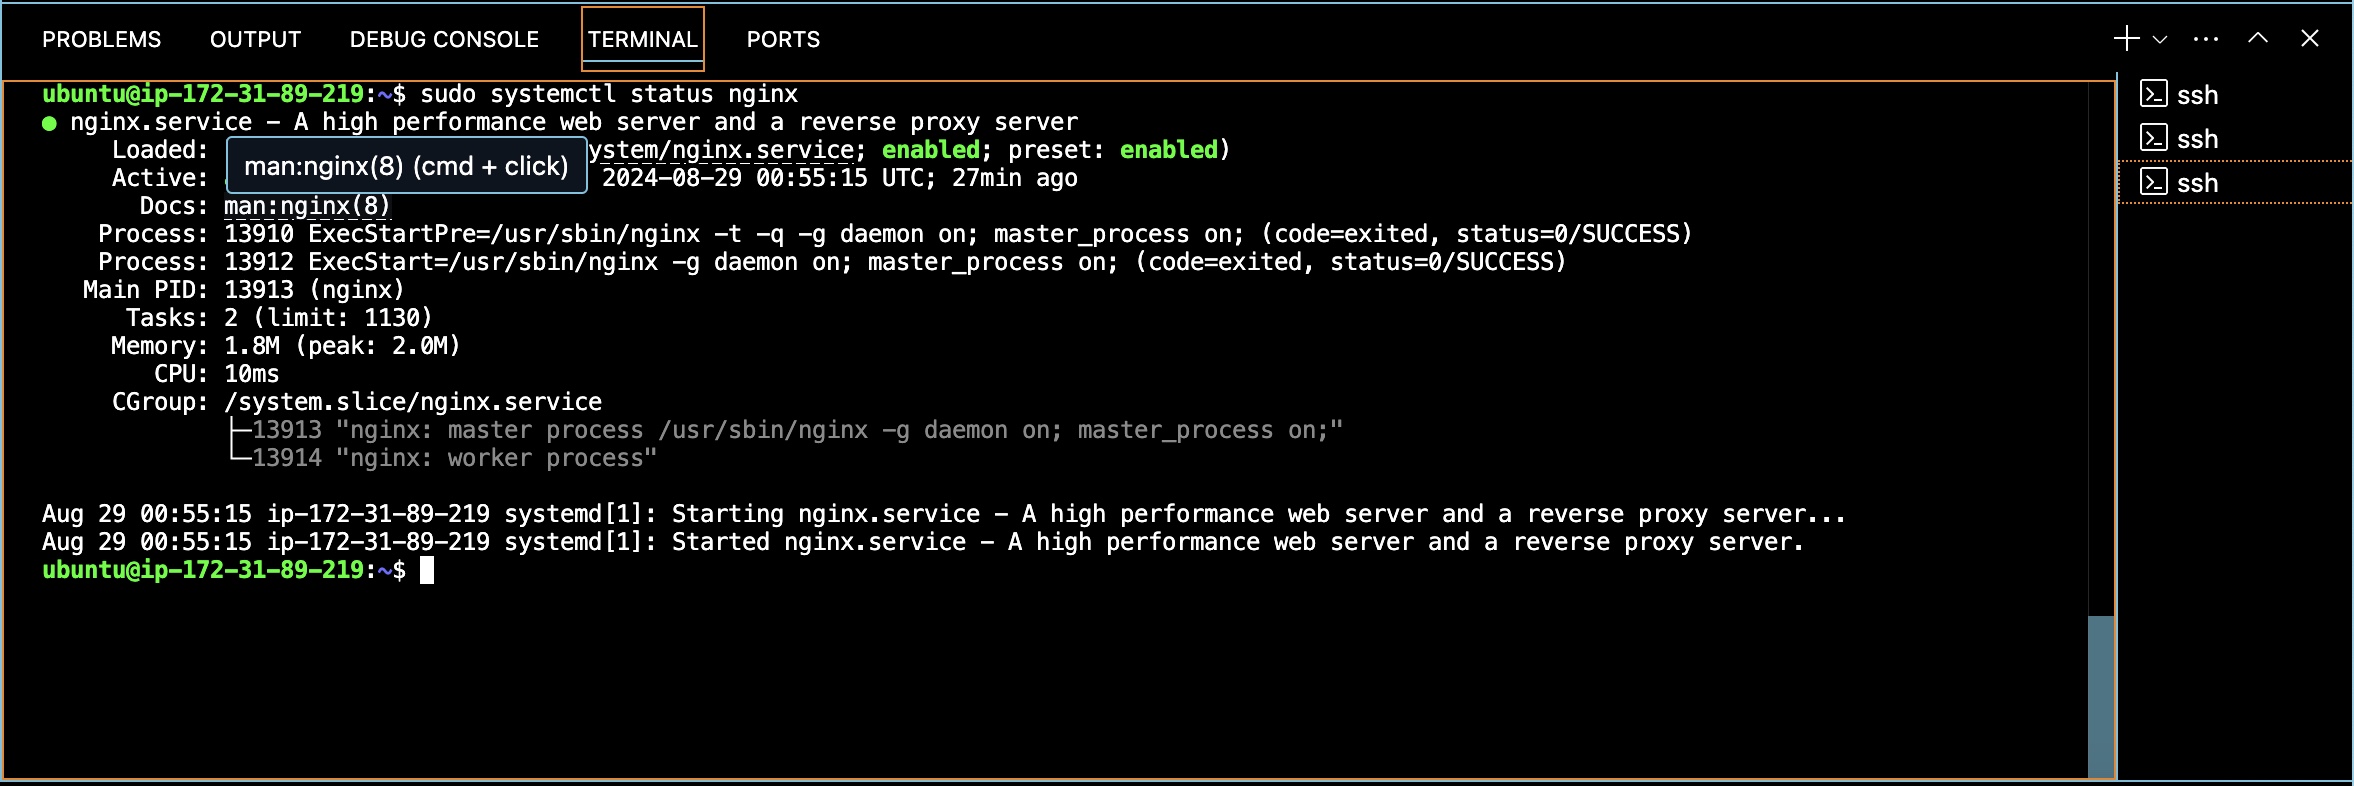 PROBLEMS OUTPUT DEBUG CONSOLE TERMINAL PORTS
ubuntu@ip-172-31-89-219:~$ sudo systemctl status nginx
● nginx.service - A high performance web server and a reverse proxy server
Loaded: ystem/nginx.service; enabled; preset: enabled)
man:nginx(8) (cmd + click)
Active: 2024-08-29 00:55:15 UTC; 27min ago
Docs: man:nginx(8)
Process: 13910 ExecStartPre=/usr/sbin/nginx -t -q -g daemon on; master_process on; (code=exited, status=0/SUCCESS)
Process: 13912 ExecStart=/usr/sbin/nginx -g daemon on; master_process on; (code=exited, status=0/SUCCESS)
Main PID: 13913 (nginx)
Tasks: 2 (limit: 1130)
Memory: 1.8M (peak: 2.0M)
CPU: 10ms
CGroup: /system.slice/nginx.service
├─13913 "nginx: master process /usr/sbin/nginx -g daemon on; master_process on;"
└─13914 "nginx: worker process"
Aug 29 00:55:15 ip-172-31-89-219 systemd[1]: Starting nginx.service - A high performance web server and a reverse proxy server...
Aug 29 00:55:15 ip-172-31-89-219 systemd[1]: Started nginx.service - A high performance web server and a reverse proxy server.
ubuntu@ip-172-31-89-219:~$
ssh
ssh
ssh